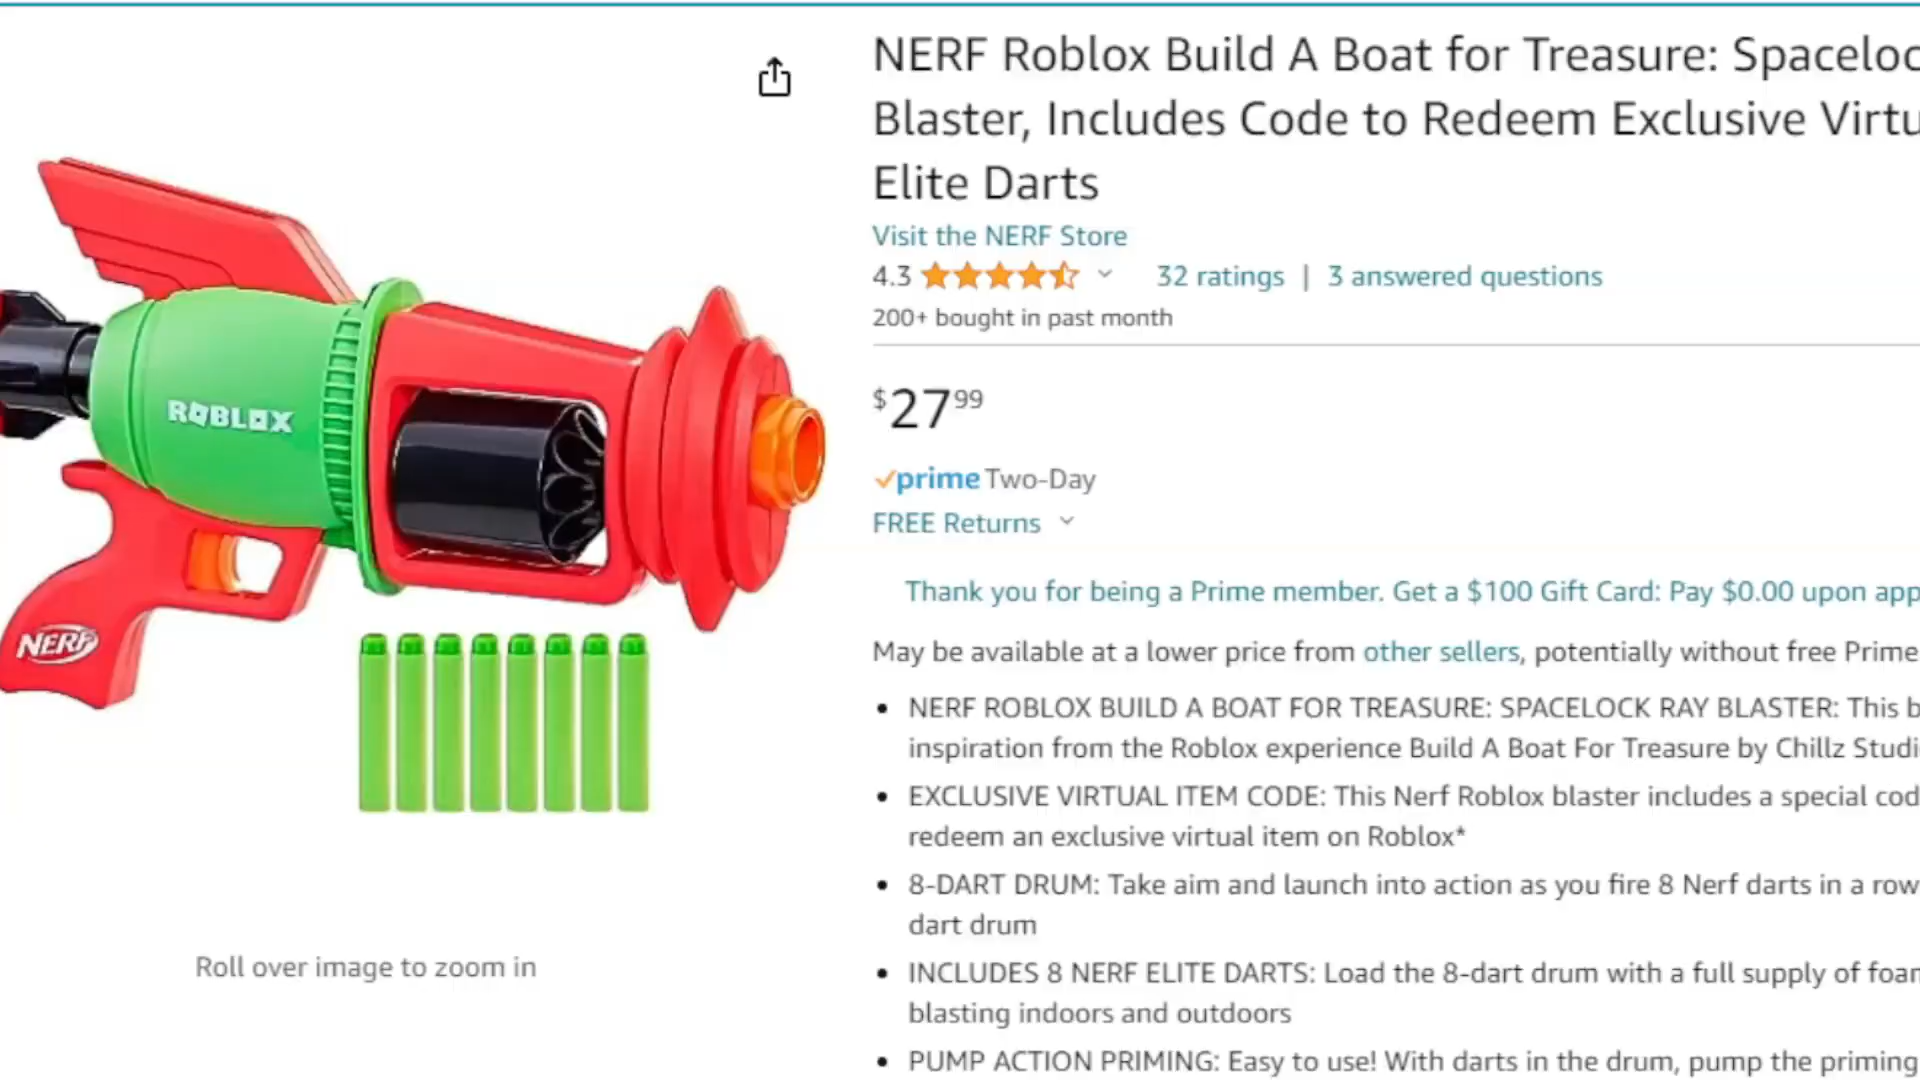 NERF Roblox Build A Boat for Treasure: Spaceloc
Blaster, Includes Code to Redeem Exclusive Virtu
Elite Darts
Visit the NERF Store
4.3
32 ratings | 3 answered questions
200+ bought in past month
$27.99
prime Two-Day
FREE Returns
Thank you for being a Prime member. Get a $100 Gift Card: Pay $0.00 upon app
May be available at a lower price from other sellers, potentially without free Prime
• NERF ROBLOX BUILD A BOAT FOR TREASURE: SPACELOCK RAY BLASTER: This b
inspiration from the Roblox experience Build A Boat For Treasure by Chillz Studi
• EXCLUSIVE VIRTUAL ITEM CODE: This Nerf Roblox blaster includes a special cod
redeem an exclusive virtual item on Roblox*
• 8-DART DRUM: Take aim and launch into action as you fire 8 Nerf darts in a row
dart drum
• INCLUDES 8 NERF ELITE DARTS: Load the 8-dart drum with a full supply of foam
blasting indoors and outdoors
• PUMP ACTION PRIMING: Easy to use! With darts in the drum, pump the priming
ROBLOX
NERF
Roll over image to zoom in